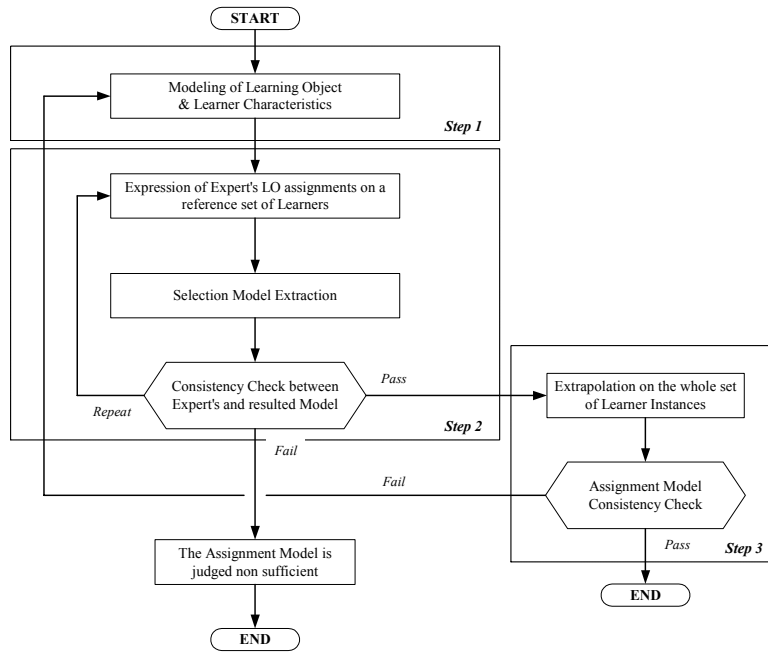 START
Modeling of Learning Object
& Learner Characteristics
Step 1
Expression of Expert's LO assignments on a
reference set of Learners
Selection Model Extraction
Consistency Check between
Expert's and resulted Model
Pass
Repeat
Step 2
Fail
Extrapolation on the whole set
of Learner Instances
Fail
Assignment Model
Consistency Check
Pass
Step 3
The Assignment Model is
judged non sufficient
END
END